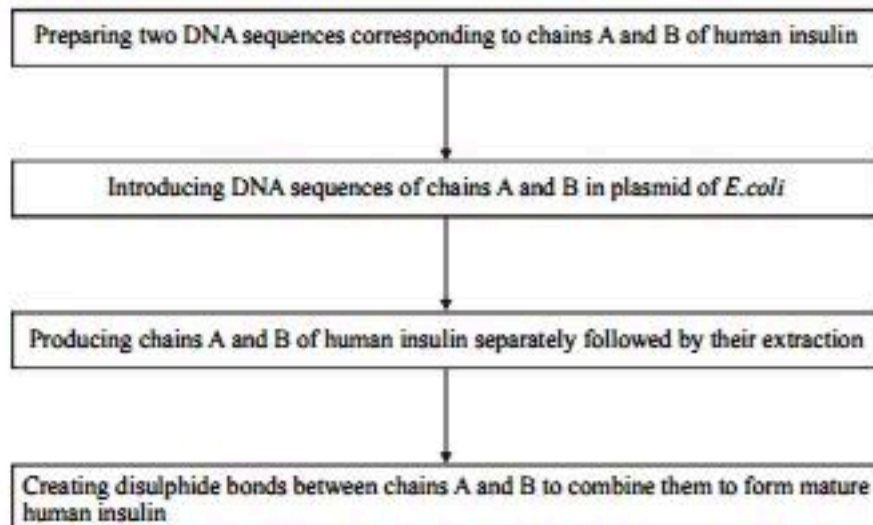 Preparing two DNA sequences corresponding to chains A and B of human insulin
Introducing DNA sequences of chains A and B in plasmid of E.coli
Producing chains A and B of human insulin separately followed by their extraction
Creating disulphide bonds between chains A and B to combine them to form mature
human insulin